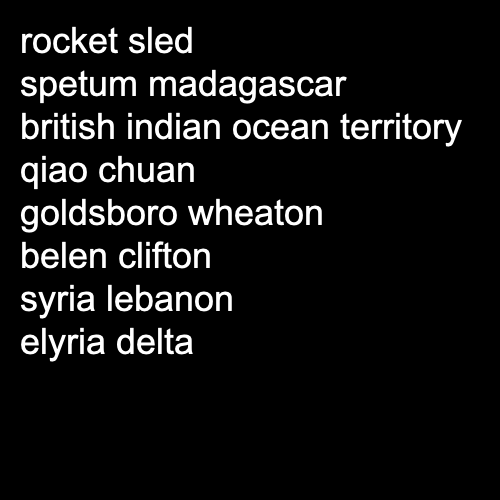 rocket sled
spetum madagascar
british indian ocean territory
qiao chuan
goldsboro wheaton
belen clifton
syria lebanon
elyria delta